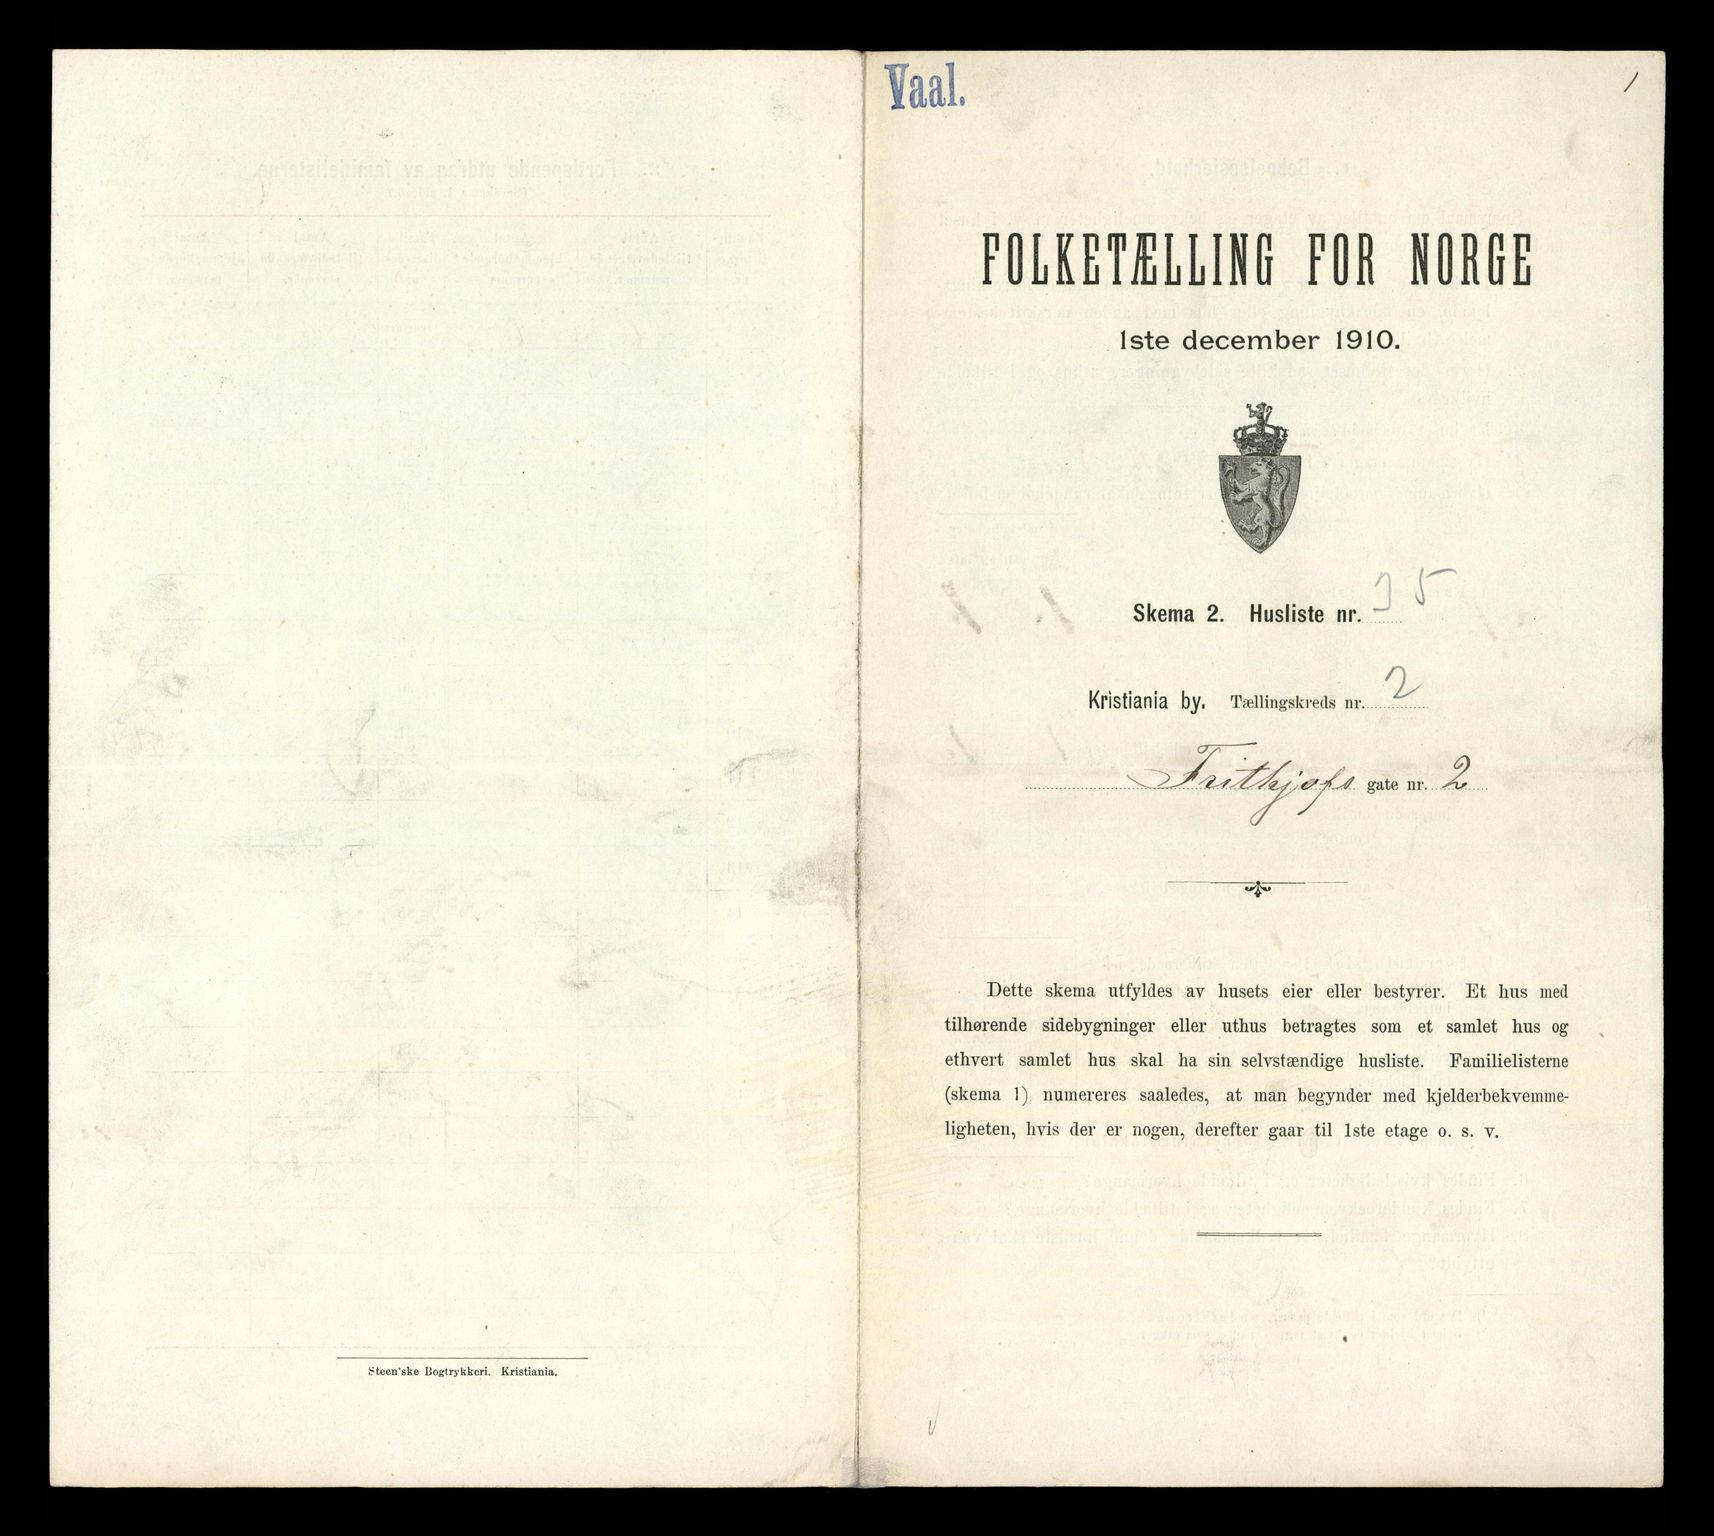 Steen'ske Bogtrykkeri. Kristiania.
Vaal.
1
FOLKETÆLLING FOR NORGE
1ste december 1910.
Skema 2. Husliste nr. 35
Kristiania by. Tællingskreds nr. 2
Frithjofs gate nr. 2
Dette skema utfyldes av husets eier eller bestyrer. Et hus med
tilhørende sidebygninger eller uthus betragtes som et samlet hus og
ethvert samlet hus skal ha sin selvstændige husliste. Familielisterne
(skema 1) numereres saaledes, at man begynder med kjelderbekvemme-
ligheten, hvis der er nogen, derefter gaar til 1ste etage o. s. v.